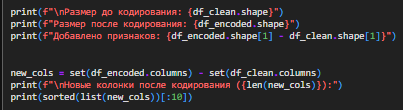 print(f"\nРазмер до кодирования: {df_clean.shape}")
print(f"Размер после кодирования: {df_encoded.shape}")
print(f"Добавлено признаков: {df_encoded.shape[1] - df_clean.shape[1]}")
new_cols = set(df_encoded.columns) - set(df_clean.columns)
print(f"\nНовые колонки после кодирования ({len(new_cols)}):")
print(sorted(list(new_cols))[:10])